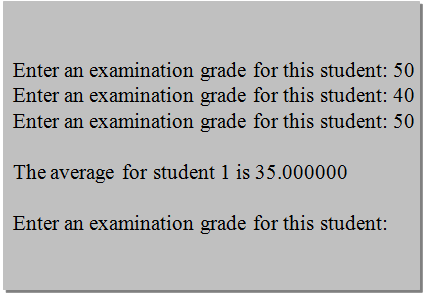 Enter an examination grade for this student: 50
Enter an examination grade for this student: 40
Enter an examination grade for this student: 50
The average for student 1 is 35.000000
Enter an examination grade for this student: